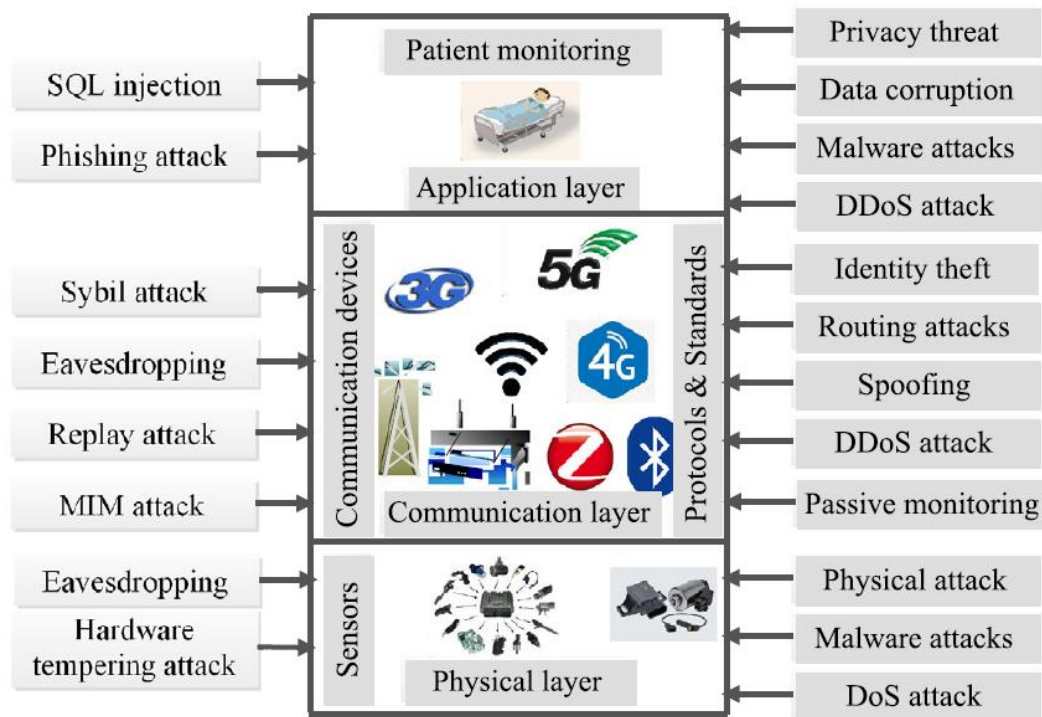 SQL injection
Phishing attack
Sybil attack
Eavesdropping
Replay attack
MIM attack
Eavesdropping
Hardware
tempering attack
Patient monitoring
Application layer
Communication devices
3G
5G
4G
Z
Protocols & Standards
Communication layer
Sensors
Physical layer
Privacy threat
Data corruption
Malware attacks
DDoS attack
Identity theft
Routing attacks
Spoofing
DDoS attack
Passive monitoring
Physical attack
Malware attacks
DoS attack